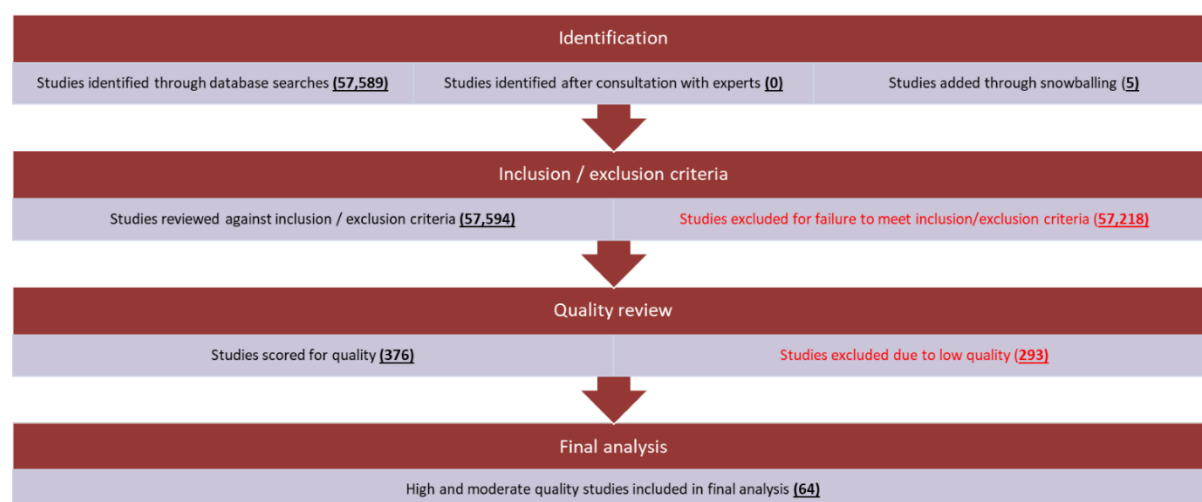 Identification
Studies identified through database searches (57,589)
Studies identified after consultation with experts (0)
Studies added through snowballing (5)
Inclusion / exclusion criteria
Studies reviewed against inclusion / exclusion criteria (57,594)
Studies excluded for failure to meet inclusion/exclusion criteria (57,218)
Quality review
Studies scored for quality (376)
Studies excluded due to low quality (293)
Final analysis
High and moderate quality studies included in final analysis (64)